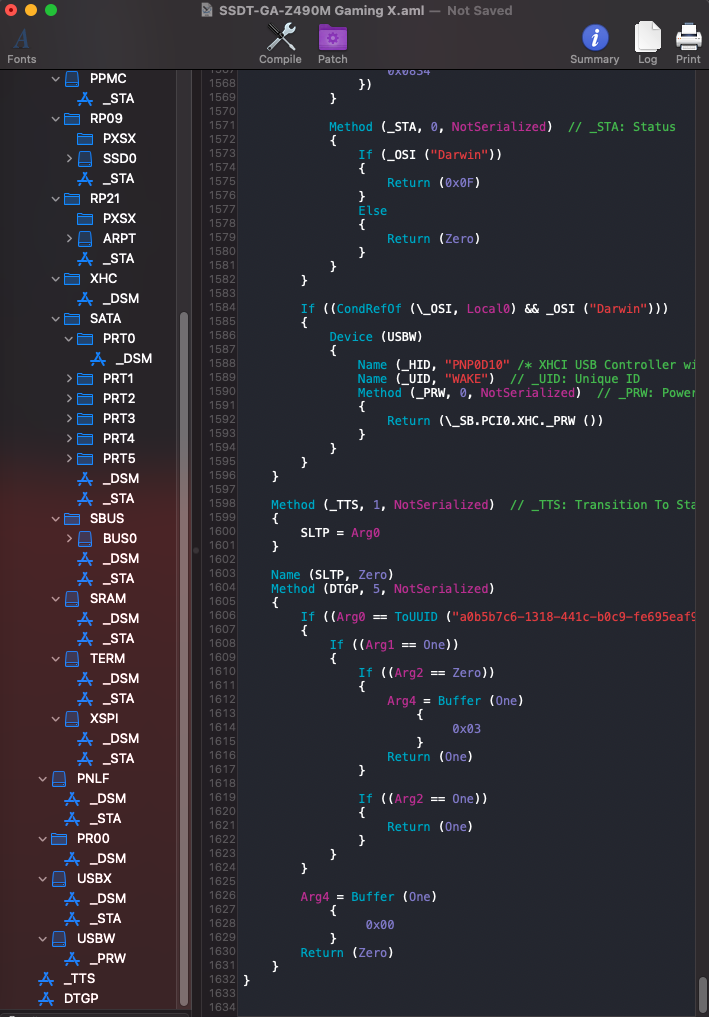 SSDT-GA-Z490M Gaming X.aml — Not Saved
Fonts
Compile
Patch
Summary
Log
Print
PPMC
_STA
RP09
PXSX
SSD0
_STA
RP21
PXSX
ARPT
_STA
XHC
_DSM
SATA
PRT0
_DSM
PRT1
PRT2
PRT3
PRT4
PRT5
_DSM
_STA
SBUS
BUS0
_DSM
_STA
SRAM
_DSM
_STA
TERM
_DSM
_STA
XSPI
_DSM
_STA
PNLF
_DSM
_STA
PR00
_DSM
USBX
_DSM
_STA
USBW
_PRW
_TTS
DTGP
1567 0x0834
1568 })
1569 }
1570
1571 Method (_STA, 0, NotSerialized) // _STA: Status
1572 {
1573 If (_OSI ("Darwin"))
1574 {
1575 Return (0x0F)
1576 }
1577 Else
1578 {
1579 Return (Zero)
1580 }
1581 }
1582 }
1583
1584 If ((CondRefOf (\_OSI, Local0) && _OSI ("Darwin")))
1585 {
1586 Device (USBW)
1587 {
1588 Name (_HID, "PNP0D10" /* XHCI USB Controller wi
1589 Name (_UID, "WAKE") // _UID: Unique ID
1590 Method (_PRW, 0, NotSerialized) // _PRW: Power
1591 {
1592 Return (\_SB.PCI0.XHC._PRW ())
1593 }
1594 }
1595 }
1596 }
1597
1598 Method (_TTS, 1, NotSerialized) // _TTS: Transition To Sta
1599 {
1600 SLTP = Arg0
1601 }
1602
1603 Name (SLTP, Zero)
1604 Method (DTGP, 5, NotSerialized)
1605 {
1606 If ((Arg0 == ToUUID ("a0b5b7c6-1318-441c-b0c9-fe695eaf9
1607 {
1608 If ((Arg1 == One))
1609 {
1610 If ((Arg2 == Zero))
1611 {
1612 Arg4 = Buffer (One)
1613 {
1614 0x03
1615 }
1616 Return (One)
1617 }
1618
1619 If ((Arg2 == One))
1620 {
1621 Return (One)
1622 }
1623 }
1624 }
1625
1626 Arg4 = Buffer (One)
1627 {
1628 0x00
1629 }
1630 Return (Zero)
1631 }
1632 }
1633
1634